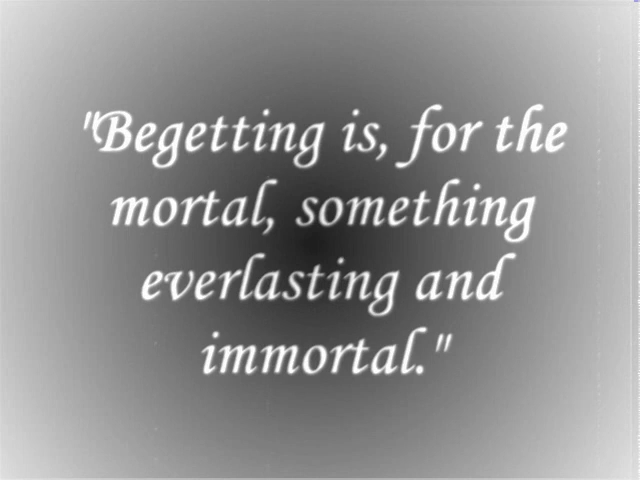 "Begetting is, for the
mortal, something
everlasting and
immortal."